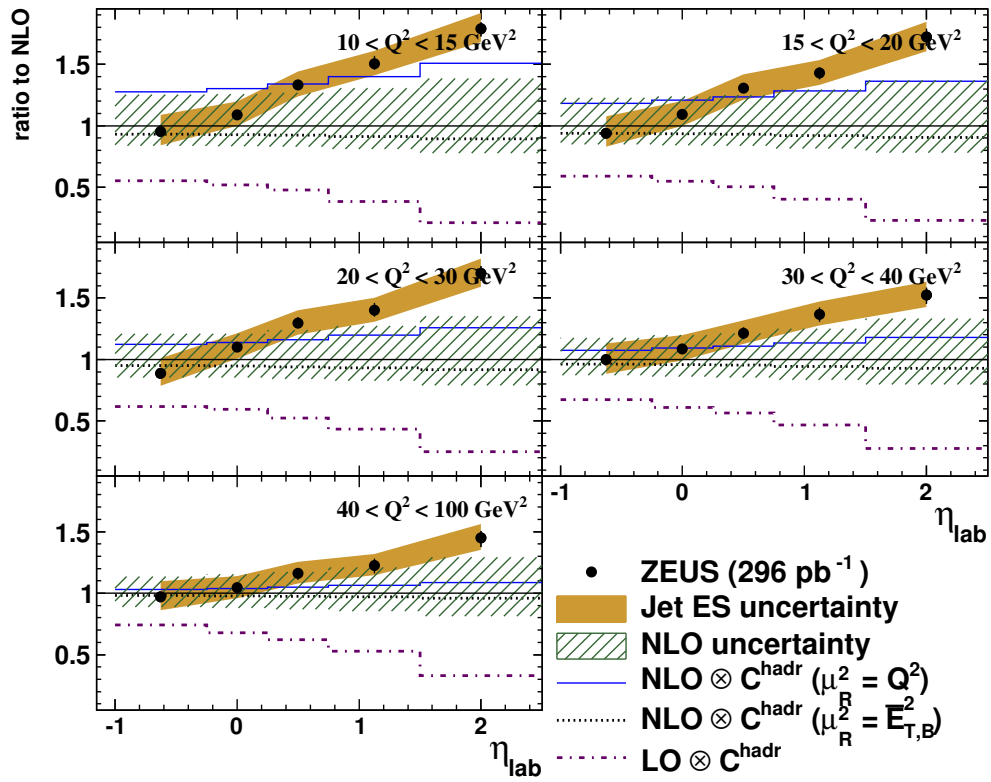 ratio to NLO
10 < Q² < 15 GeV²
15 < Q² < 20 GeV²
1.5
1
0.5
20 < Q² < 30 GeV²
30 < Q² < 40 GeV²
1.5
1
0.5
40 < Q² < 100 GeV²
-1 0 1 2
η_lab
1.5
1
0.5
-1 0 1 2
η_lab
ZEUS (296 pb⁻¹)
Jet ES uncertainty
NLO uncertainty
NLO ⊗ C^hadr (μ²_R = Q²)
NLO ⊗ C^hadr (μ²_R = E̅²_T,B)
LO ⊗ C^hadr